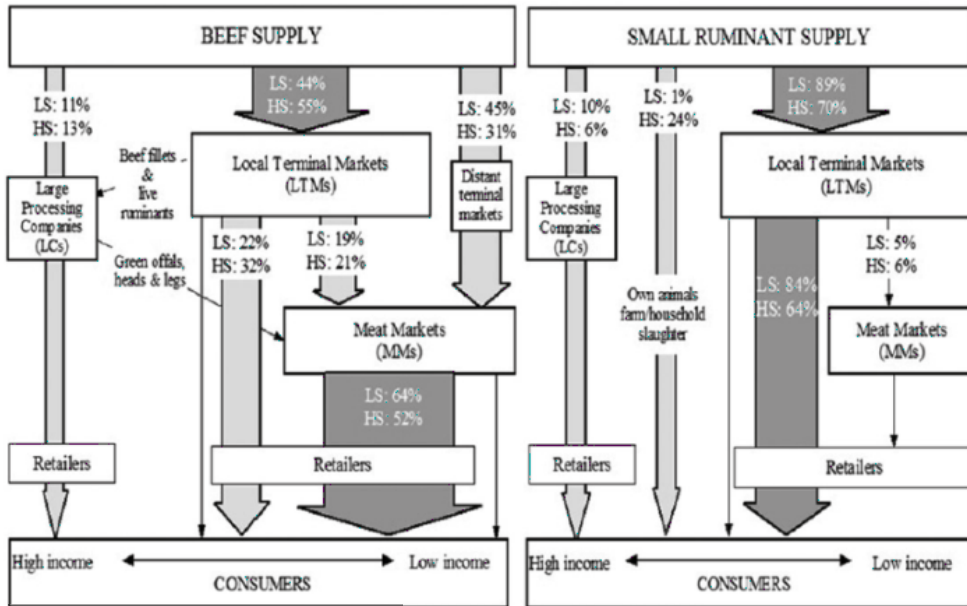 BEEF SUPPLY
LS: 11%
HS: 13%
LS: 44%
HS: 55%
LS: 45%
HS: 31%
Beef fillets
&
live
ruminants
Local Terminal Markets
(LTMs)
Distant
terminal
markets
Large
Processing
Companies
(LCs)
Green offals,
heads & legs
LS: 22%
HS: 32%
LS: 19%
HS: 21%
Meat Markets
(MMs)
LS: 64%
HS: 52%
Retailers
Retailers
High income
Low income
CONSUMERS
SMALL RUMINANT SUPPLY
LS: 10%
HS: 6%
LS: 1%
HS: 24%
LS: 89%
HS: 70%
Local Terminal Markets
(LTMs)
Large
Processing
Companies
(LCs)
LS: 5%
HS: 6%
LS: 84%
HS: 64%
Own animals
farm/household
slaughter
Meat Markets
(MMs)
Retailers
Retailers
High income
Low income
CONSUMERS